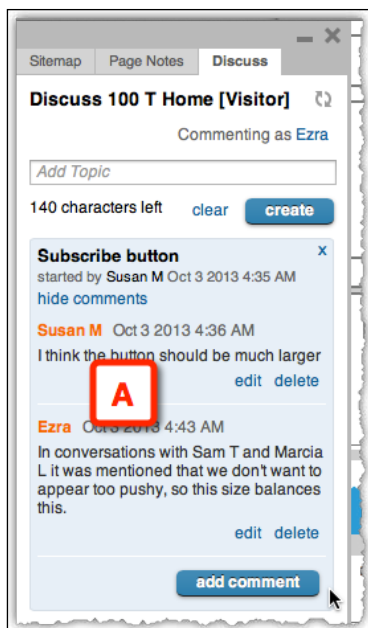 Sitemap Page Notes Discuss
Discuss 100 T Home [Visitor]
Commenting as Ezra
Add Topic
140 characters left clear create
Subscribe button x
started by Susan M Oct 3 2013 4:35 AM
hide comments
Susan M Oct 3 2013 4:36 AM
I think the button should be much larger
edit delete
A
Ezra Oct 3 2013 4:43 AM
In conversations with Sam T and Marcia
L it was mentioned that we don't want to
appear too pushy, so this size balances
this.
edit delete
add comment